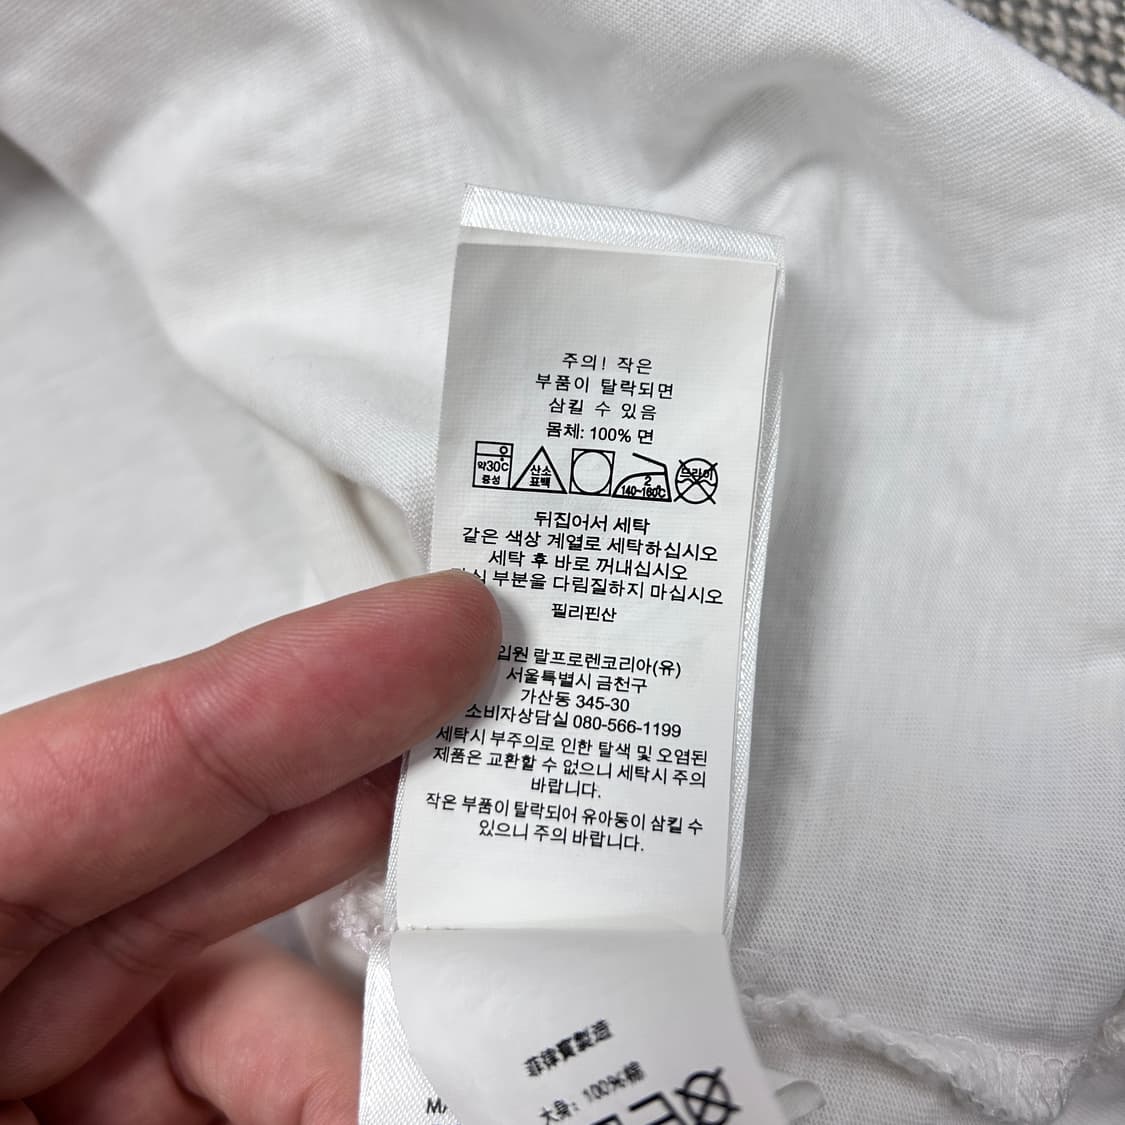 주의! 작은
부품이 탈락되면
삼킬 수 있음
몸체: 100% 면
약30℃
중성
산소
표백
2
140~160℃
드라이
뒤집어서 세탁
같은 색상 계열로 세탁하십시오
세탁 후 바로 꺼내십시오
부분을 다림질하지 마십시오
필리핀산
랄프로렌코리아(유)
서울특별시 금천구
가산동 345-30
소비자상담실 080-566-1199
세탁시 부주의로 인한 탈색 및 오염된
제품은 교환할 수 없으니 세탁시 주의
바랍니다.
작은 부품이 탈락되어 유아동이 삼킬 수
있으니 주의 바랍니다.
菲律賓製造
大身: 100%棉